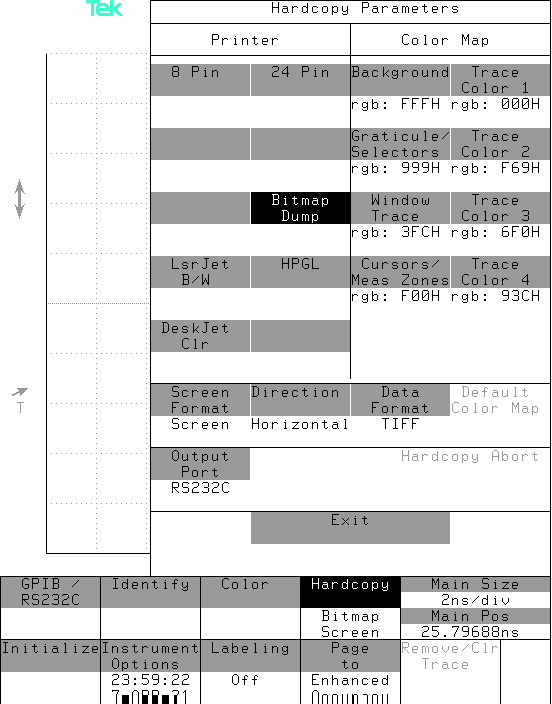 Tek
Hardcopy Parameters
Printer
Color Map
8 Pin
24 Pin
Background
rgb: FFFH
Trace
Color 1
rgb: 000H
Graticule/
Selectors
rgb: 999H
Trace
Color 2
rgb: F69H
Bitmap
Dump
Window
Trace
rgb: 3FCH
Trace
Color 3
rgb: 6F0H
LsrJet
B/W
HPGL
Cursors/
Meas Zones
rgb: F00H
Trace
Color 4
rgb: 93CH
DeskJet
Clr
Screen
Format
Screen
Direction
Horizontal
Data
Format
TIFF
Default
Color Map
Output
Port
RS232C
Hardcopy Abort
Exit
T
GPIB /
RS232C
Identify
Color
Hardcopy
Bitmap
Screen
Main Size
2ns/div
Main Pos
25.79688ns
Initialize
Instrument
Options
23:59:22
Labeling
Off
Page
to
Enhanced
Remove/Clr
Trace